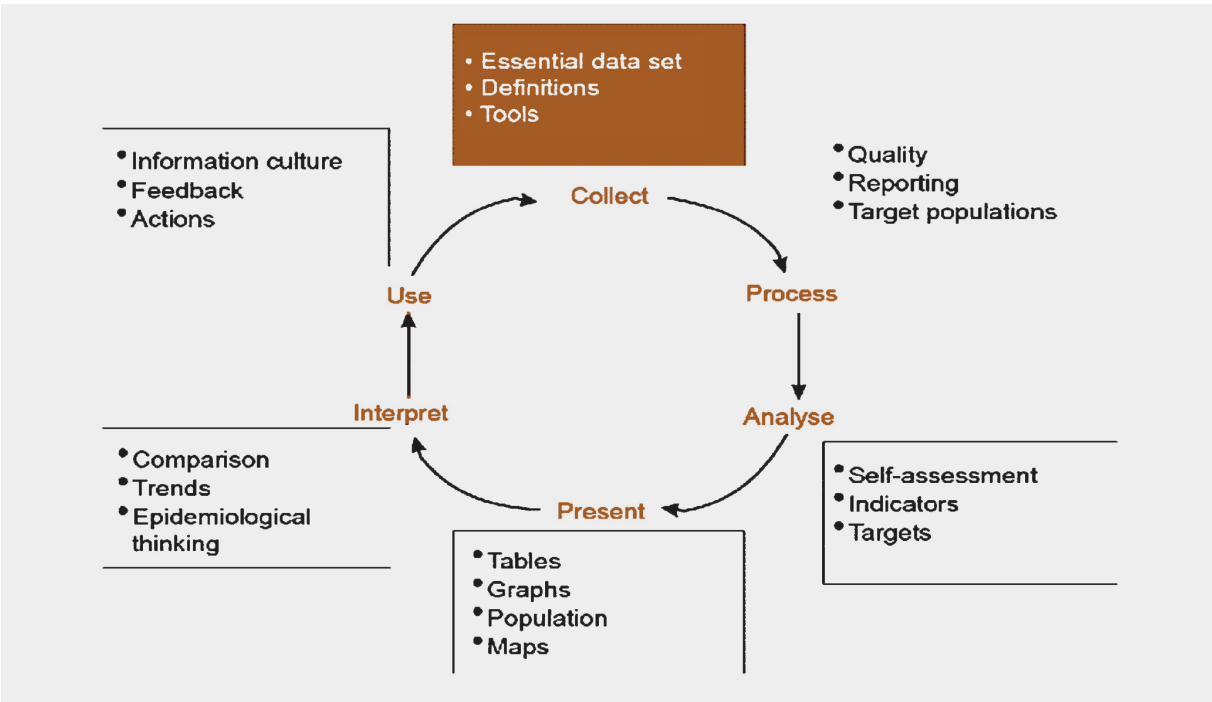 • Essential data set
• Definitions
• Tools
Collect
• Quality
• Reporting
• Target populations
Process
Analyse
• Self-assessment
• Indicators
• Targets
Present
• Tables
• Graphs
• Population
• Maps
Interpret
• Comparison
• Trends
• Epidemiological
thinking
Use
• Information culture
• Feedback
• Actions